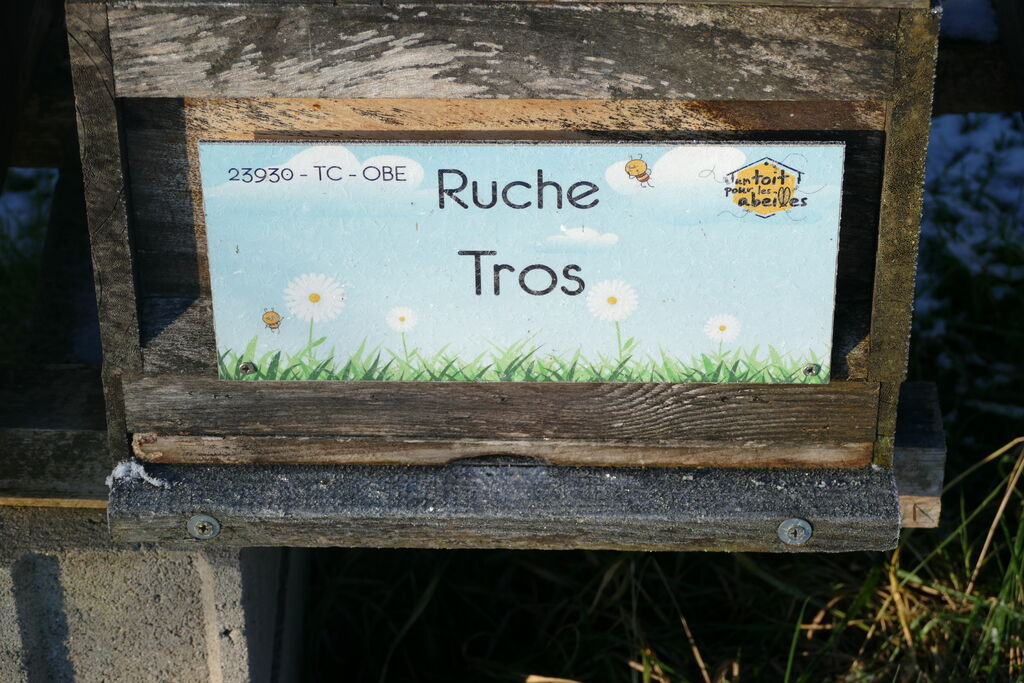 23930 - TC - OBE
Ruche
Tros
un toit
pour les
abeilles